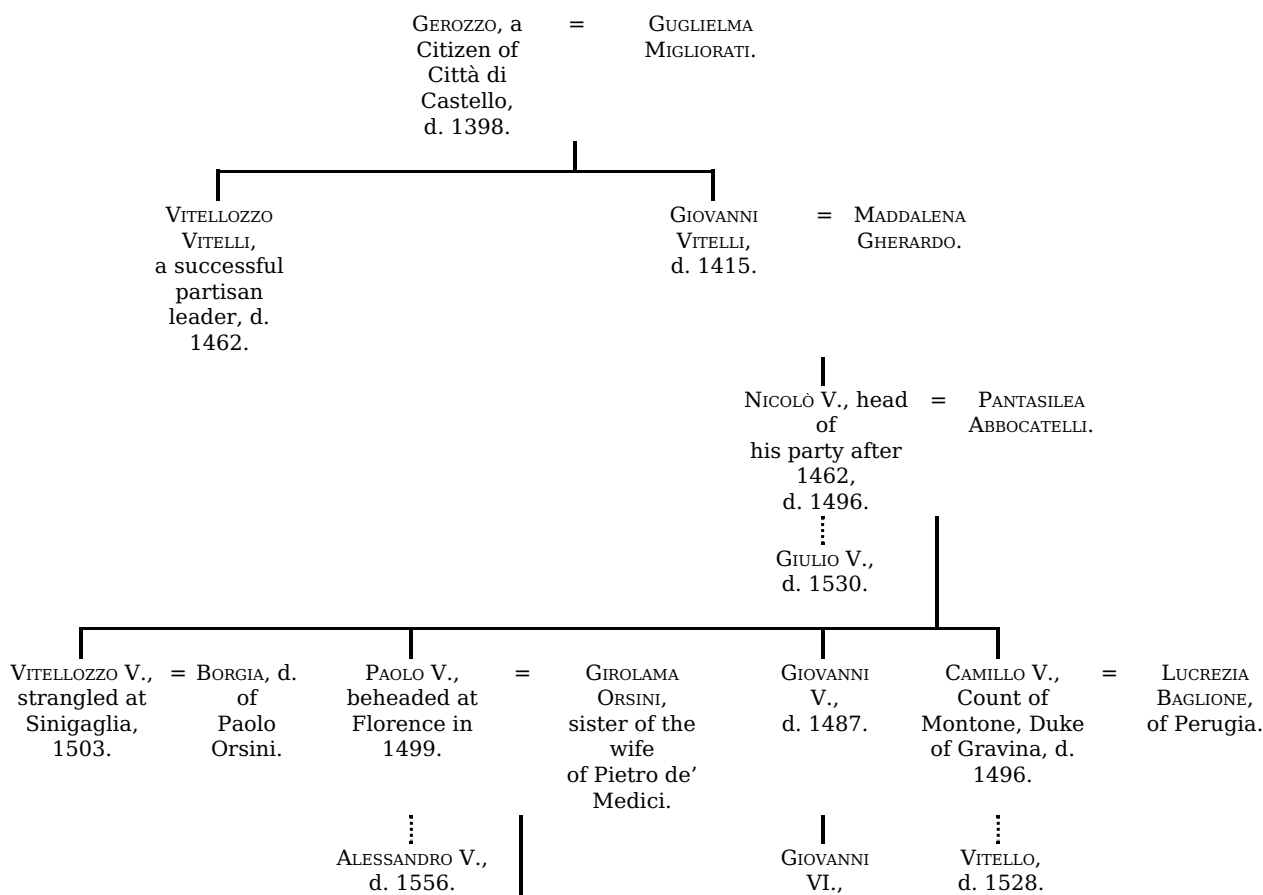 GEROZZO, a = GUGLIELMA
Citizen of MIGLIORATI.
Città di
Castello,
d. 1398.
VITELLOZZO
VITELLI,
a successful
partisan
leader, d.
1462.
GIOVANNI = MADDALENA
VITELLI, GHERARDO.
d. 1415.
NICOLÒ V., head = PANTASILEA
of ABBOCATELLI.
his party after
1462,
d. 1496.
GIULIO V.,
d. 1530.
VITELLOZZO V., = BORGIA, d.
strangled at of
Sinigaglia, Paolo
1503. Orsini.
PAOLO V., = GIROLAMA
beheaded at ORSINI,
Florence in sister of the
1499. wife
of Pietro de’
Medici.
GIOVANNI
V.,
d. 1487.
CAMILLO V., = LUCREZIA
Count of BAGLIONE,
Montone, Duke of Perugia.
of Gravina, d.
1496.
ALESSANDRO V.,
d. 1556.
GIOVANNI
VI.,
VITELLO,
d. 1528.